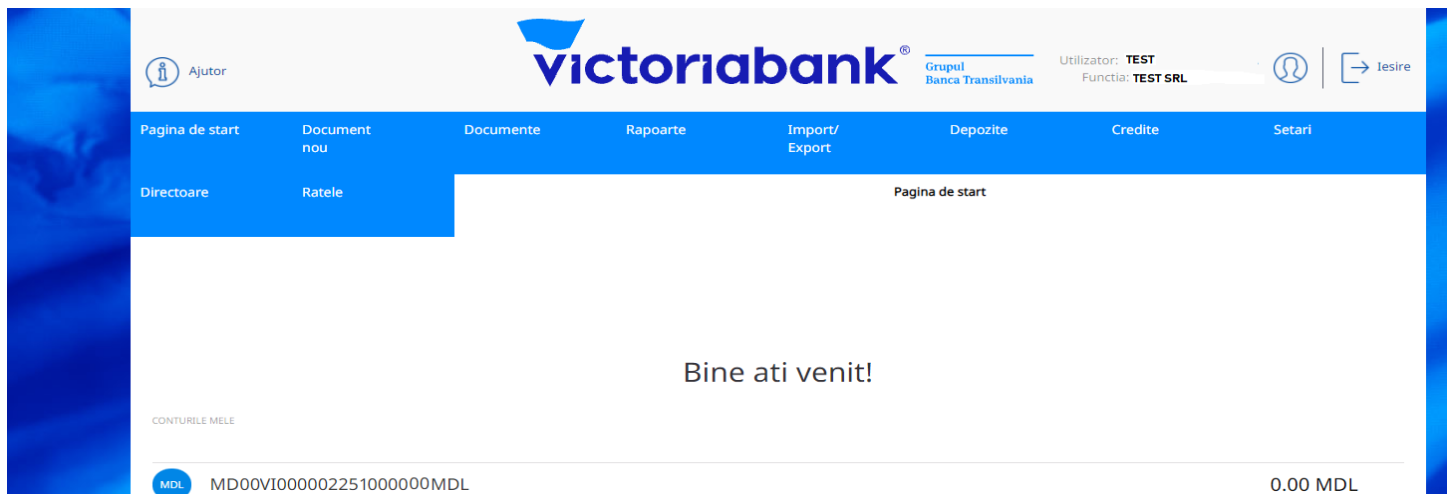 Ajutor
victoriabank®
Grupul
Banca Transilvania
Utilizator: TEST
Functia: TEST SRL
Iesire
Pagina de start
Document
nou
Documente
Rapoarte
Import/
Export
Depozite
Credite
Setari
Directoare
Ratele
Pagina de start
Bine ati venit!
CONTURILE MELE
MDL MD00VI000002251000000MDL 0.00 MDL